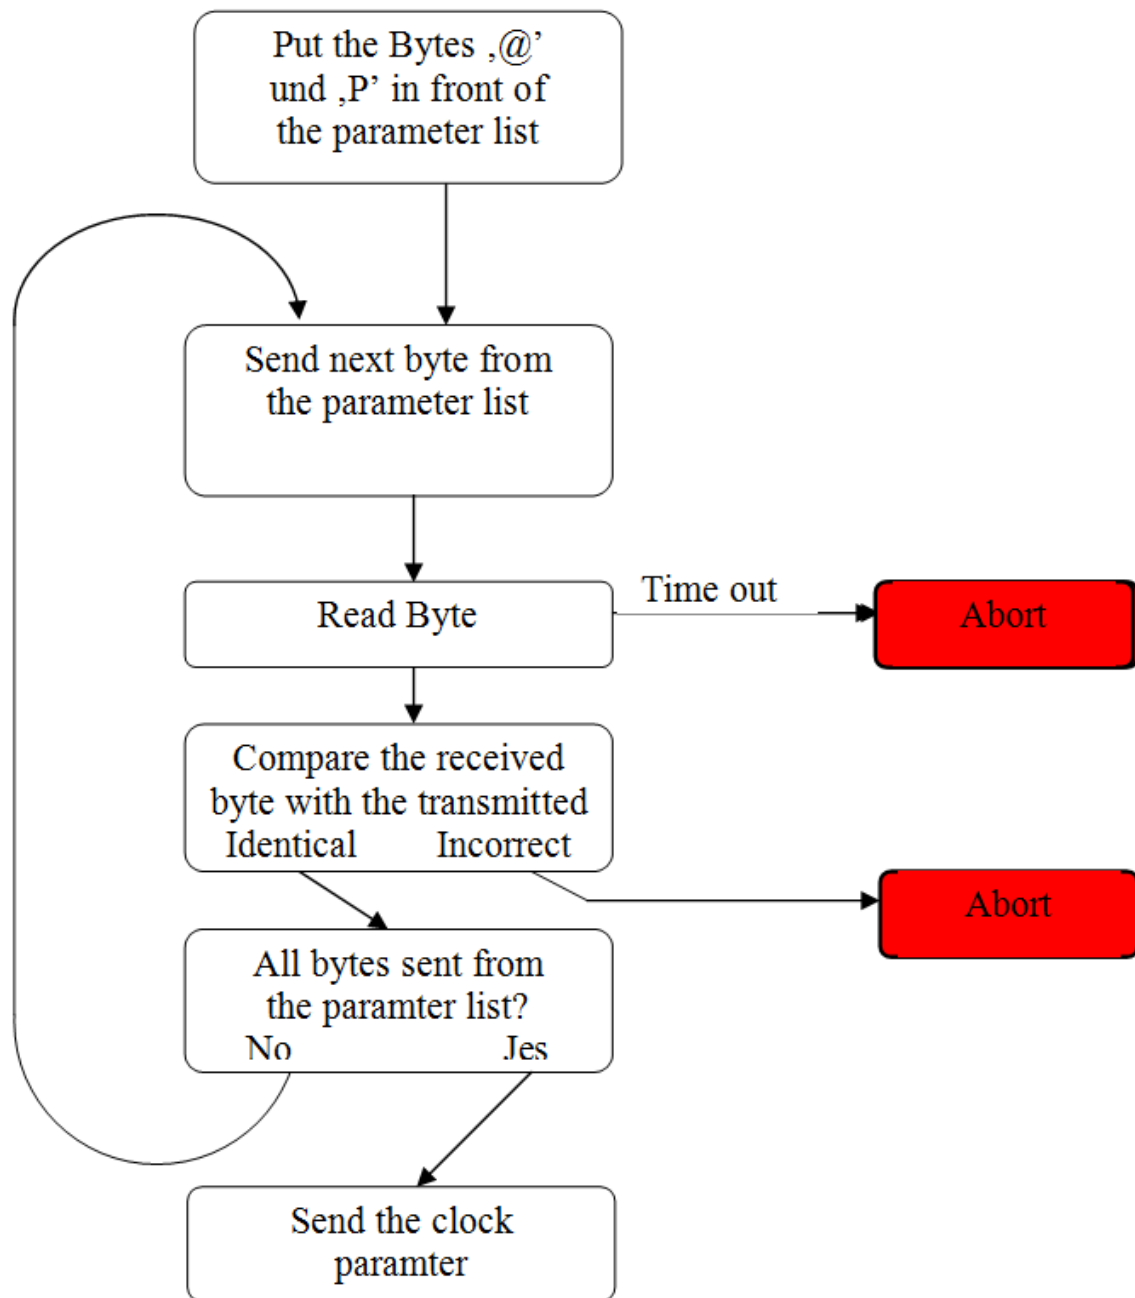 Put the Bytes ‚@’
und ‚P’ in front of
the parameter list
Send next byte from
the parameter list
Read Byte
Time out
Abort
Compare the received
byte with the transmitted
Identical Incorrect
Abort
All bytes sent from
the paramter list?
No Jes
Send the clock
paramter